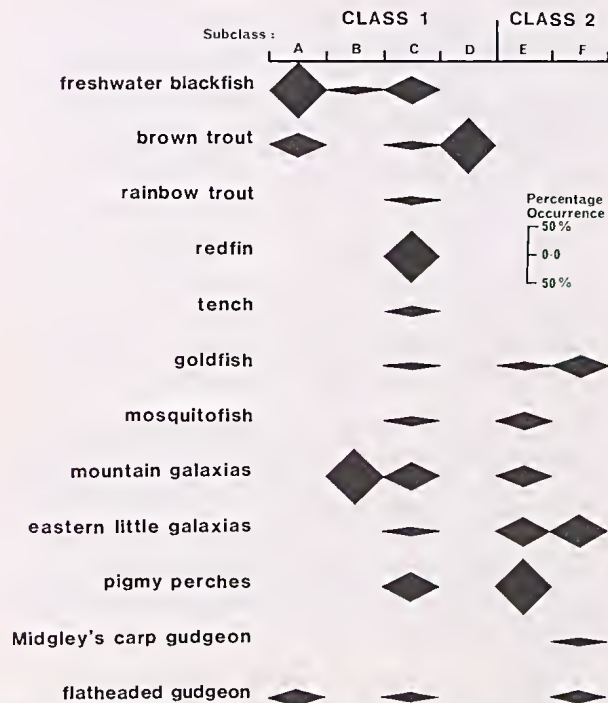 CLASS 1 CLASS 2
Subclass :
A B C D E F
freshwater blackfish
brown trout
rainbow trout
Percentage
Occurrence
50%
redfin
0·0
50%
tench
goldfish
mosquitofish
mountain galaxias
eastern little galaxias
pigmy perches
Midgley's carp gudgeon
flatheaded gudgeon